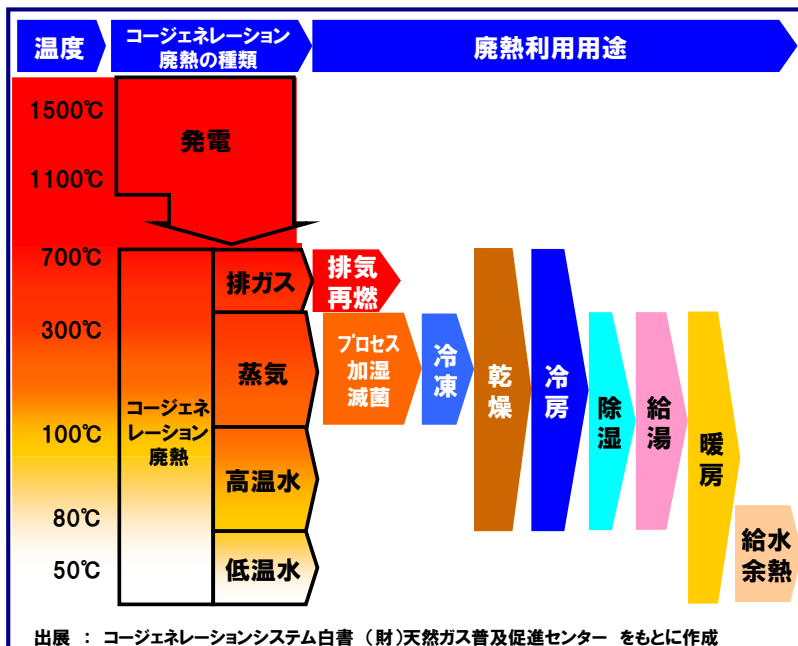 温度
コージェネレーション
廃熱の種類
廃熱利用用途
1500℃
発電
1100℃
700℃
排ガス
排気
再燃
300℃
蒸気
プロセス
加湿
滅菌
冷凍
乾燥
冷房
除湿
給湯
暖房
コージェネ
レーション
廃熱
100℃
高温水
80℃
給水
余熱
50℃
低温水
出展 : コージェネレーションシステム白書 (財)天然ガス普及促進センター をもとに作成